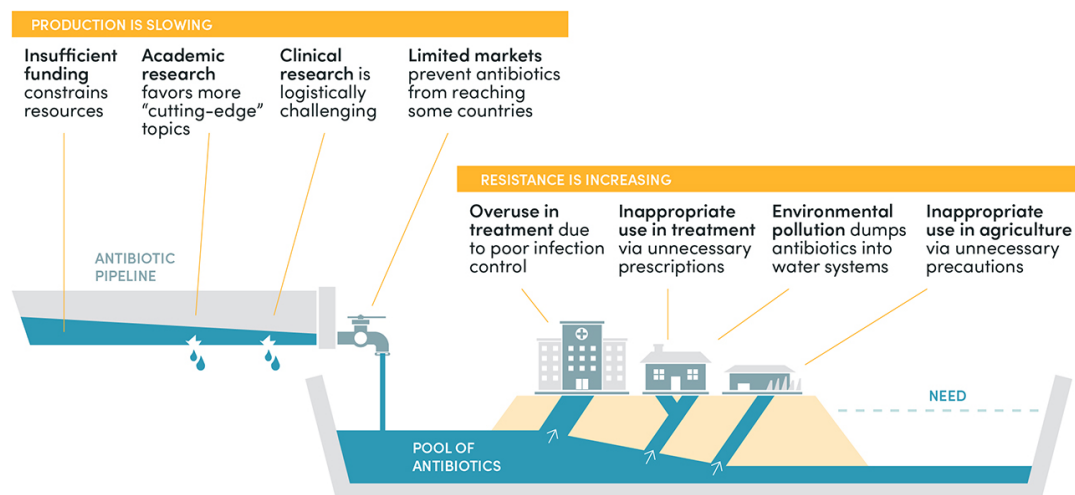 PRODUCTION IS SLOWING
Insufficient
funding
constrains
resources
Academic
research
favors more
“cutting-edge”
topics
Clinical
research is
logistically
challenging
Limited markets
prevent antibiotics
from reaching
some countries
RESISTANCE IS INCREASING
Overuse in
treatment due
to poor infection
control
Inappropriate
use in treatment
via unnecessary
prescriptions
Environmental
pollution dumps
antibiotics into
water systems
Inappropriate
use in agriculture
via unnecessary
precautions
ANTIBIOTIC
PIPELINE
NEED
POOL OF
ANTIBIOTICS